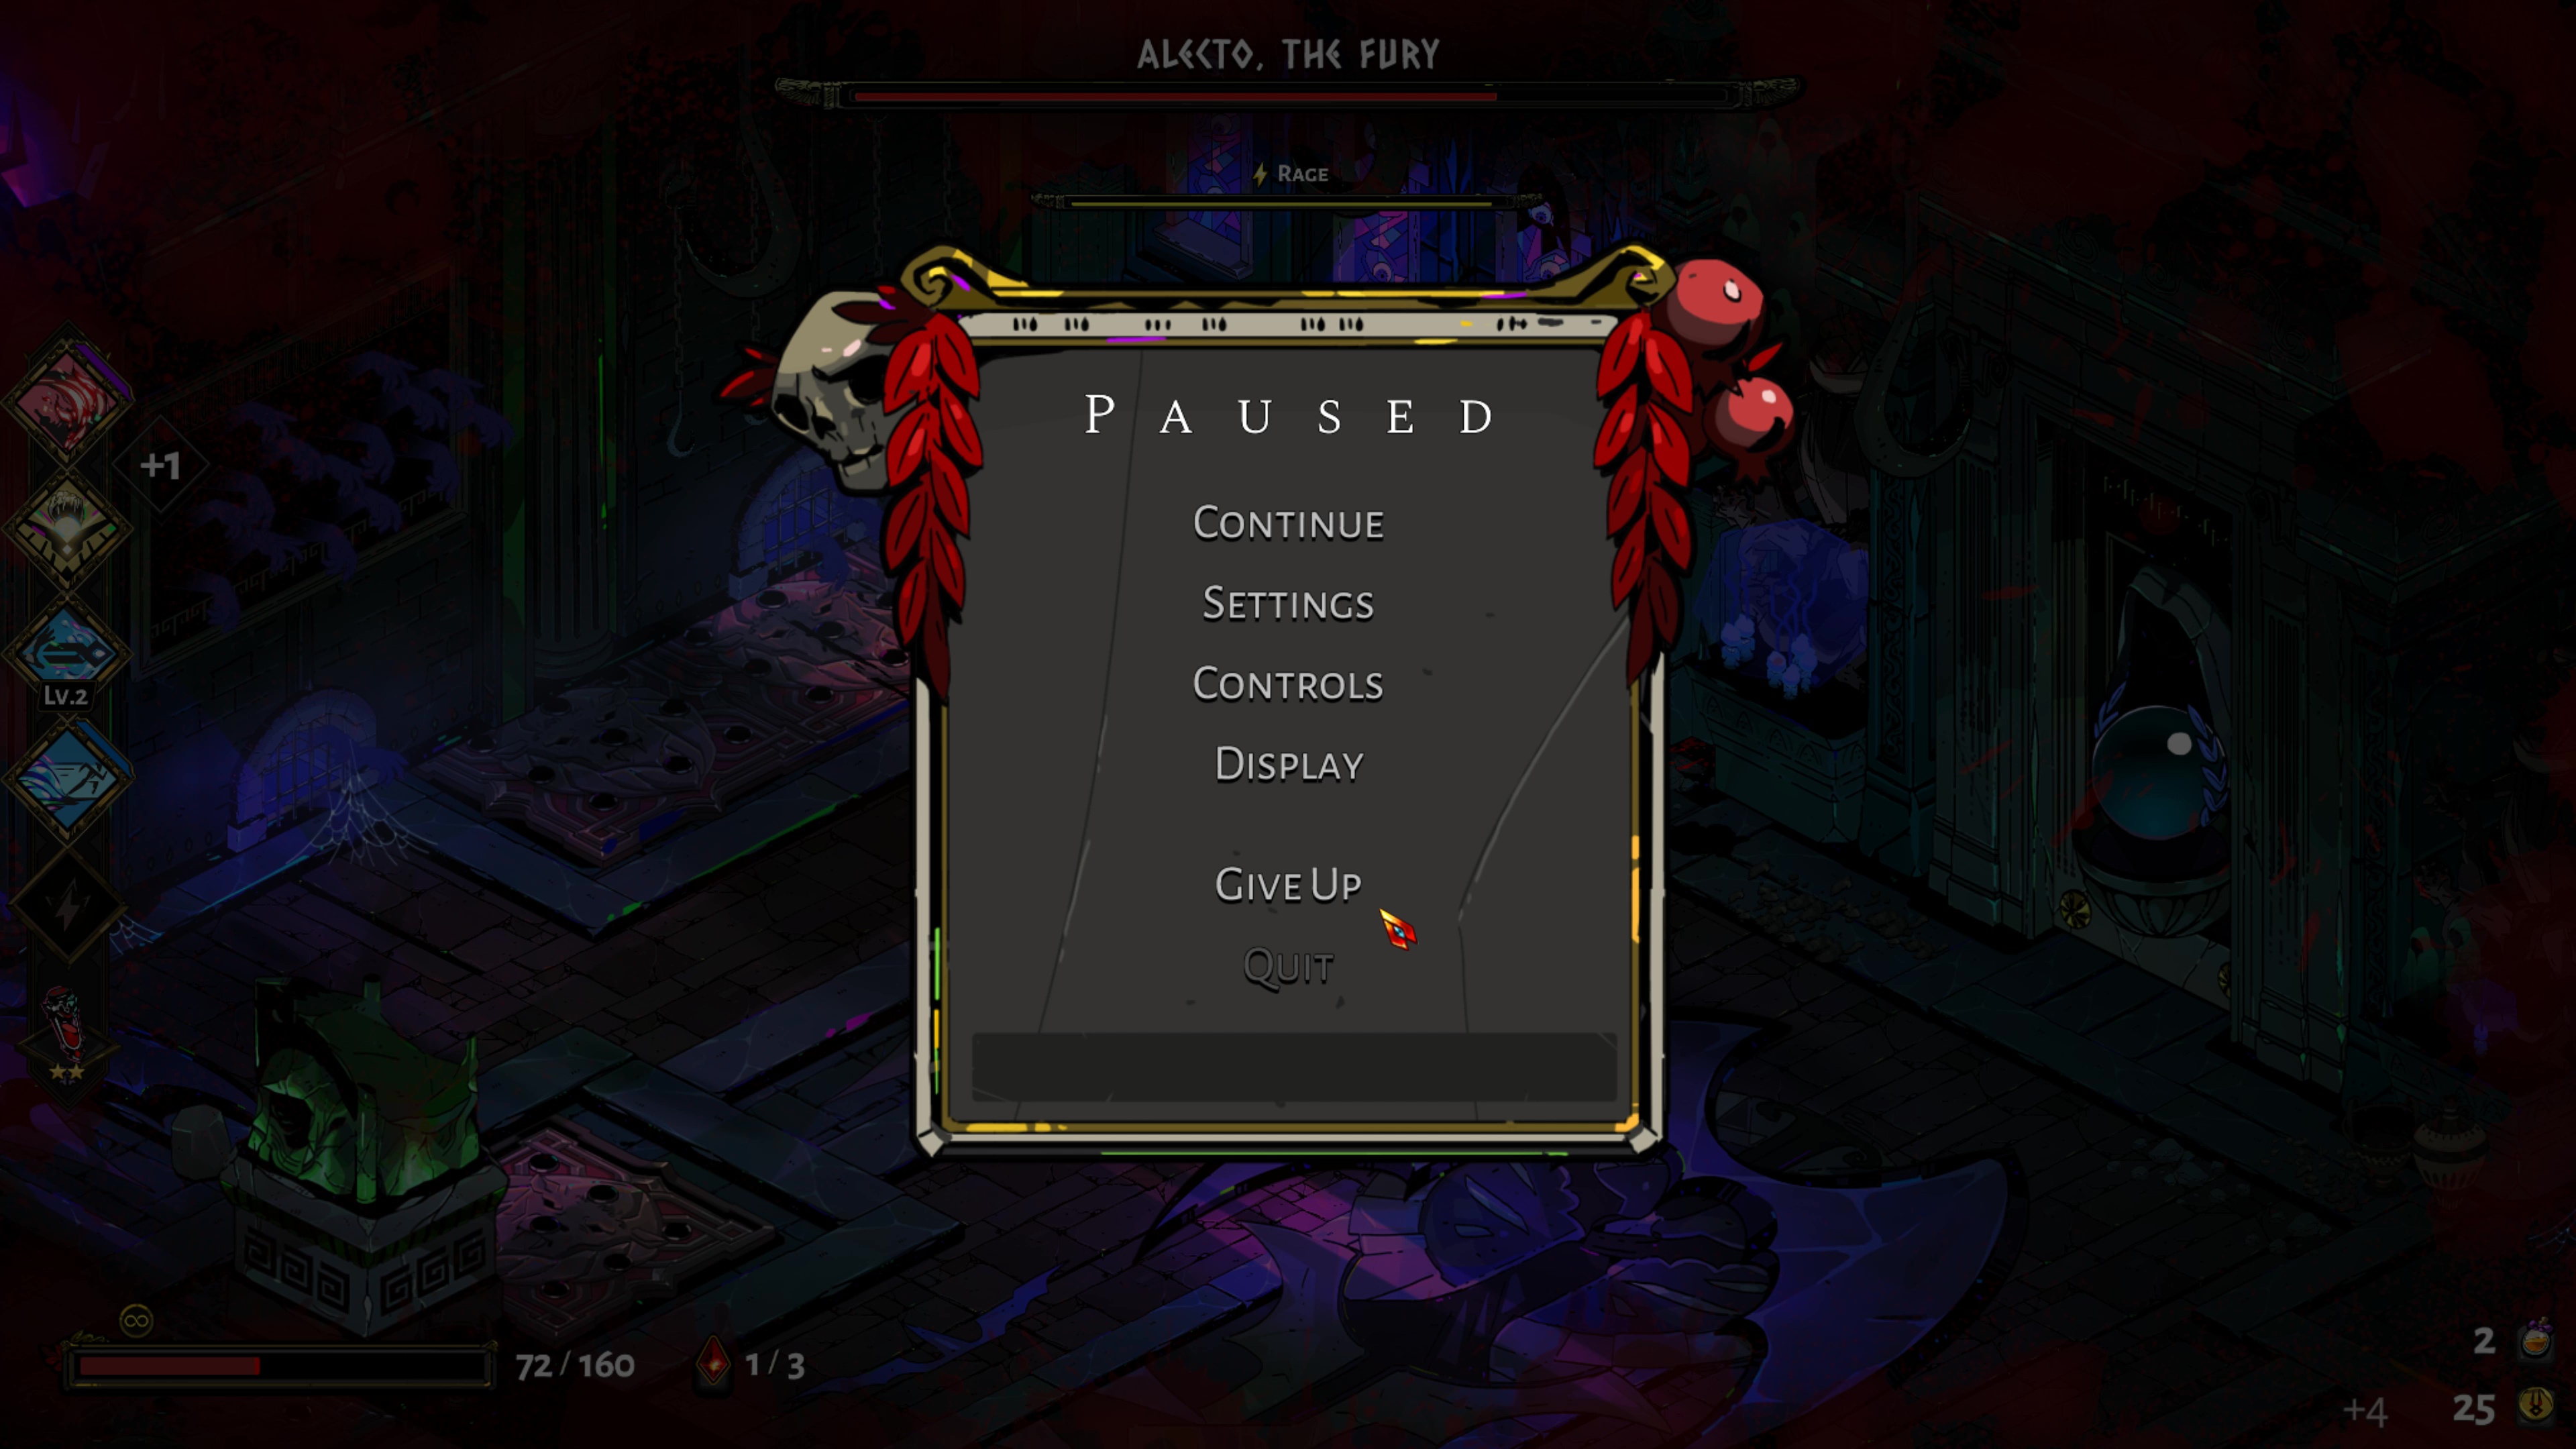 ALECTO, THE FURY
RAGE
PAUSED
+1
CONTINUE
SETTINGS
CONTROLS
LV.2
DISPLAY
GIVE UP
QUIT
72 / 160
1 / 3
2
+4
25